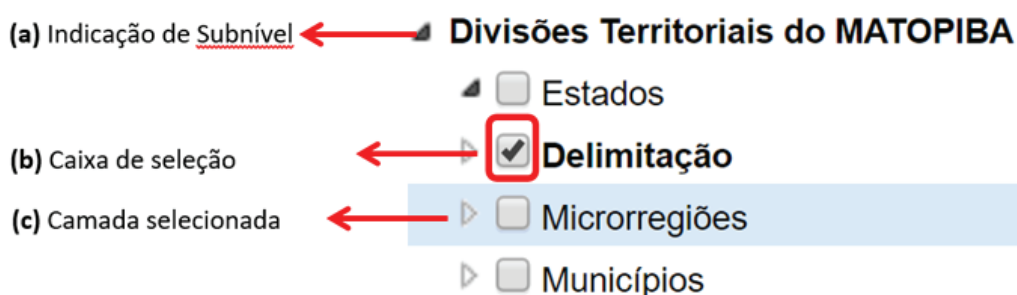 (a) Indicação de Subnível
Divisões Territoriais do MATOPIBA
Estados
(b) Caixa de seleção
Delimitação
(c) Camada selecionada
Microrregiões
Municípios